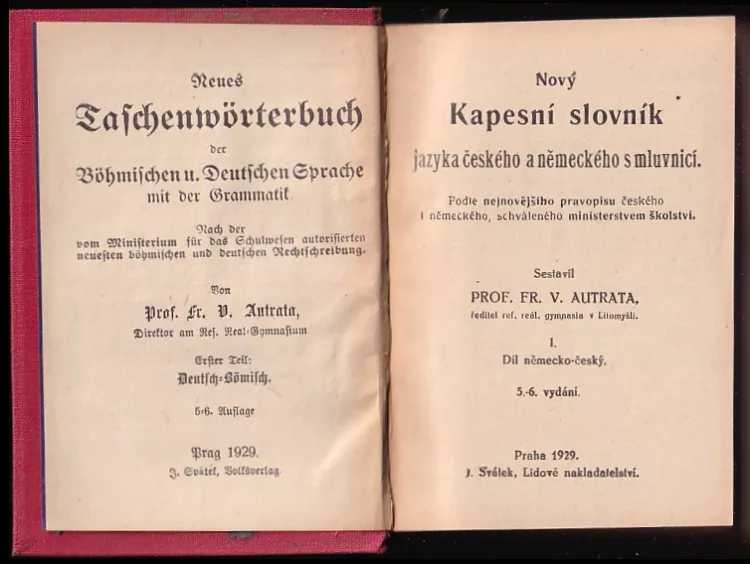 Neues
Taschenwörterbuch
der
Böhmischen u. Deutschen Sprache
mit der Grammatik
Nach der
vom Ministerium für das Schulwesen autorisierten
neuesten böhmischen und deutschen Rechtschreibung.
Von
Prof. Fr. V. Autrata,
Direktor am Ref. Real-Gymnasium
Erster Teil:
Deutsch-Bömisch.
5-6. Auflage
Prag 1929.
J. Svátek, Volksverlag
Nový
Kapesní slovník
jazyka českého a německého s mluvnicí.
Podle nejnovějšího pravopisu českého
i německého, schváleného ministerstvem školství.
Sestavil
PROF. FR. V. AUTRATA,
ředitel ref. reál. gymnasia v Litomyšli.
I.
Díl německo-český.
5.-6. vydání.
Praha 1929.
J. Svátek, Lidové nakladatelství.